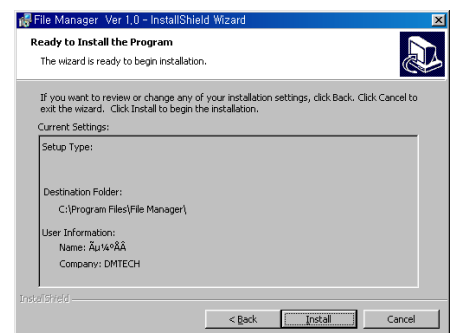 File Manager Ver 1,0 - InstallShield Wizard
Ready to Install the Program
The wizard is ready to begin installation.
If you want to review or change any of your installation settings, click Back. Click Cancel to
exit the wizard. Click Install to begin the installation.
Current Settings:
Setup Type:
Destination Folder:
C:\Program Files\File Manager\
User Information:
Name: Ãµ¼ºÅÂ
Company: DMTECH
InstallShield
< Back
Install
Cancel